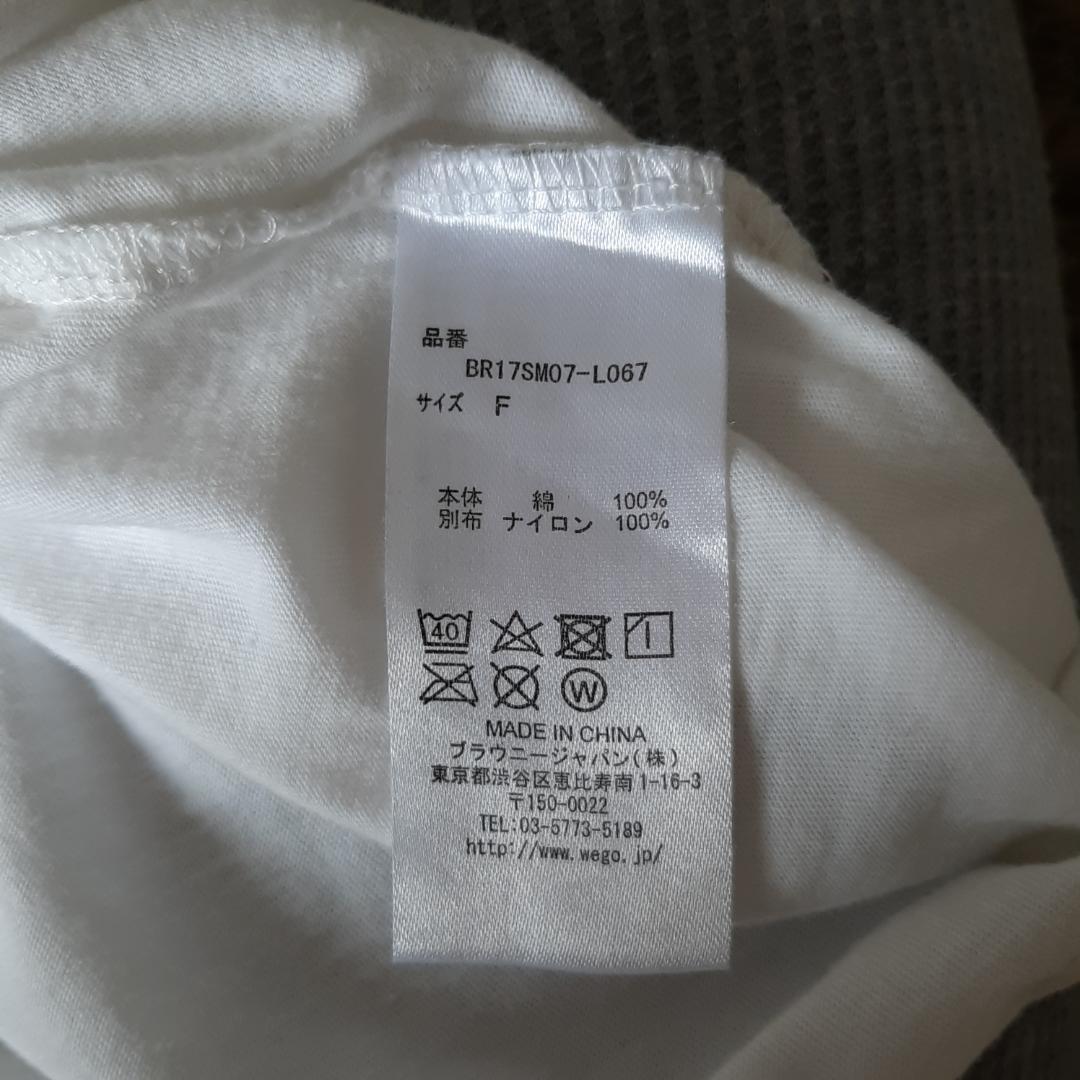 品番
BR17SM07-L067
サイズ F
本体 綿 100%
別布 ナイロン 100%
40
W
MADE IN CHINA
ブラウニージャパン(株)
東京都渋谷区恵比寿南1-16-3
〒150-0022
TEL:03-5773-5189
http://www.wego.jp/